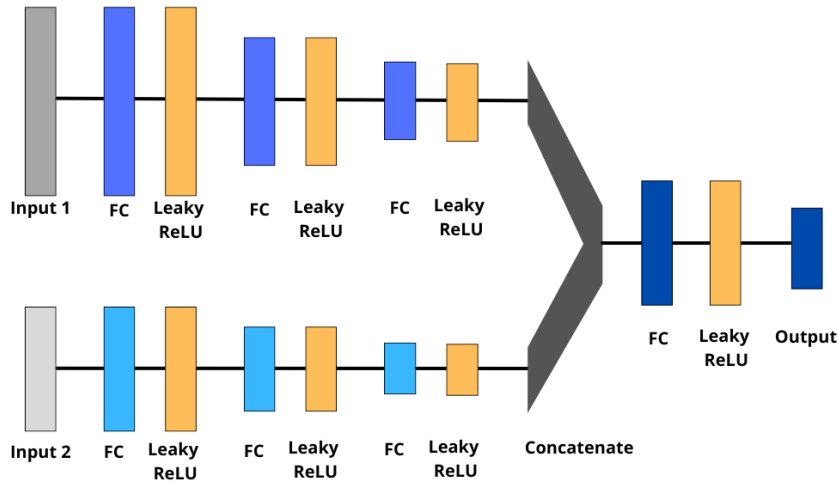 Input 1
FC
Leaky
ReLU
FC
Leaky
ReLU
FC
Leaky
ReLU
FC
Leaky
ReLU
Output
Input 2
FC
Leaky
ReLU
FC
Leaky
ReLU
FC
Leaky
ReLU
Concatenate